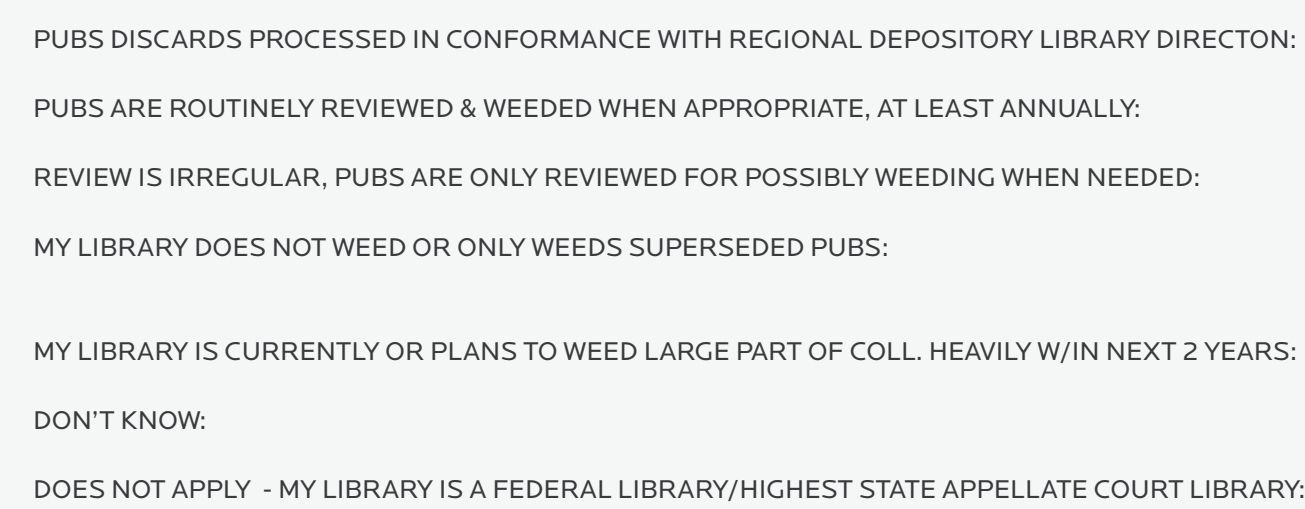 PUBS DISCARDS PROCESSED IN CONFORMANCE WITH REGIONAL DEPOSITORY LIBRARY DIRECTON:
PUBS ARE ROUTINELY REVIEWED & WEEDED WHEN APPROPRIATE, AT LEAST ANNUALLY:
REVIEW IS IRREGULAR, PUBS ARE ONLY REVIEWED FOR POSSIBLY WEEDING WHEN NEEDED:
MY LIBRARY DOES NOT WEED OR ONLY WEEDS SUPERSEDED PUBS:
MY LIBRARY IS CURRENTLY OR PLANS TO WEED LARGE PART OF COLL. HEAVILY W/IN NEXT 2 YEARS:
DON’T KNOW:
DOES NOT APPLY - MY LIBRARY IS A FEDERAL LIBRARY/HIGHEST STATE APPELLATE COURT LIBRARY: